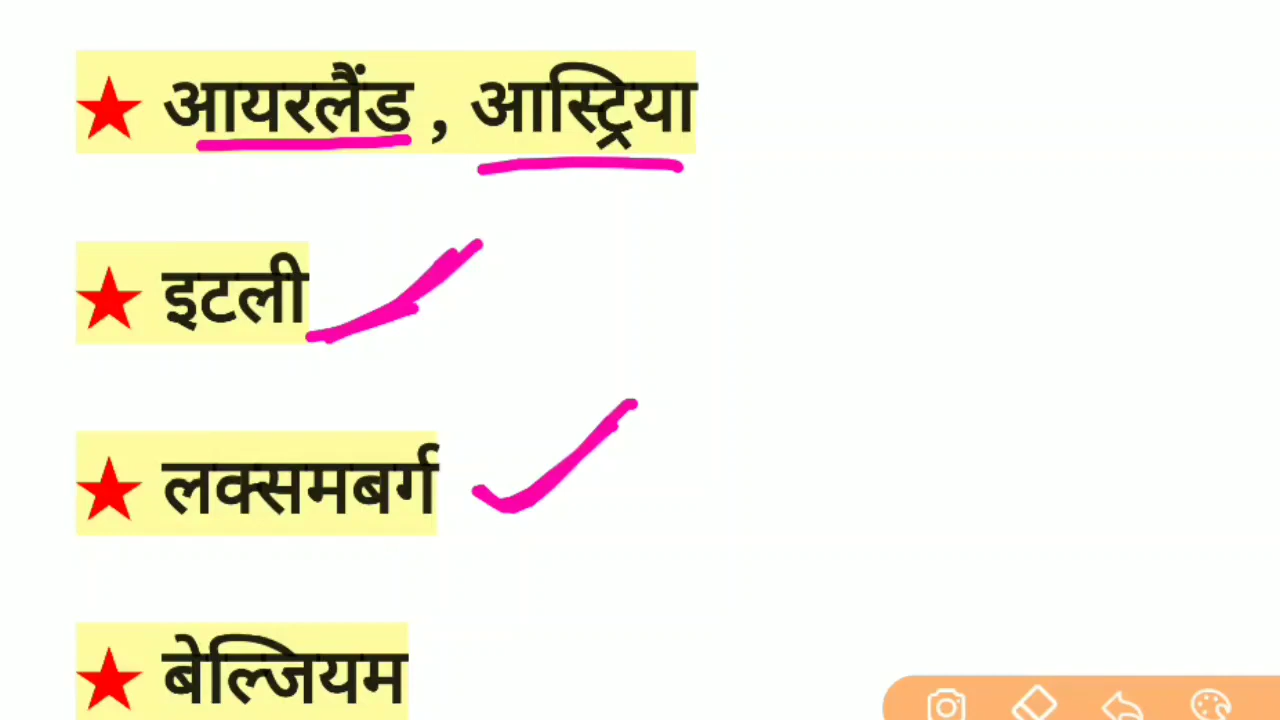 ★ आयरलैंड , आस्ट्रिया
★ इटली
★ लक्समबर्ग
★ बेल्जियम